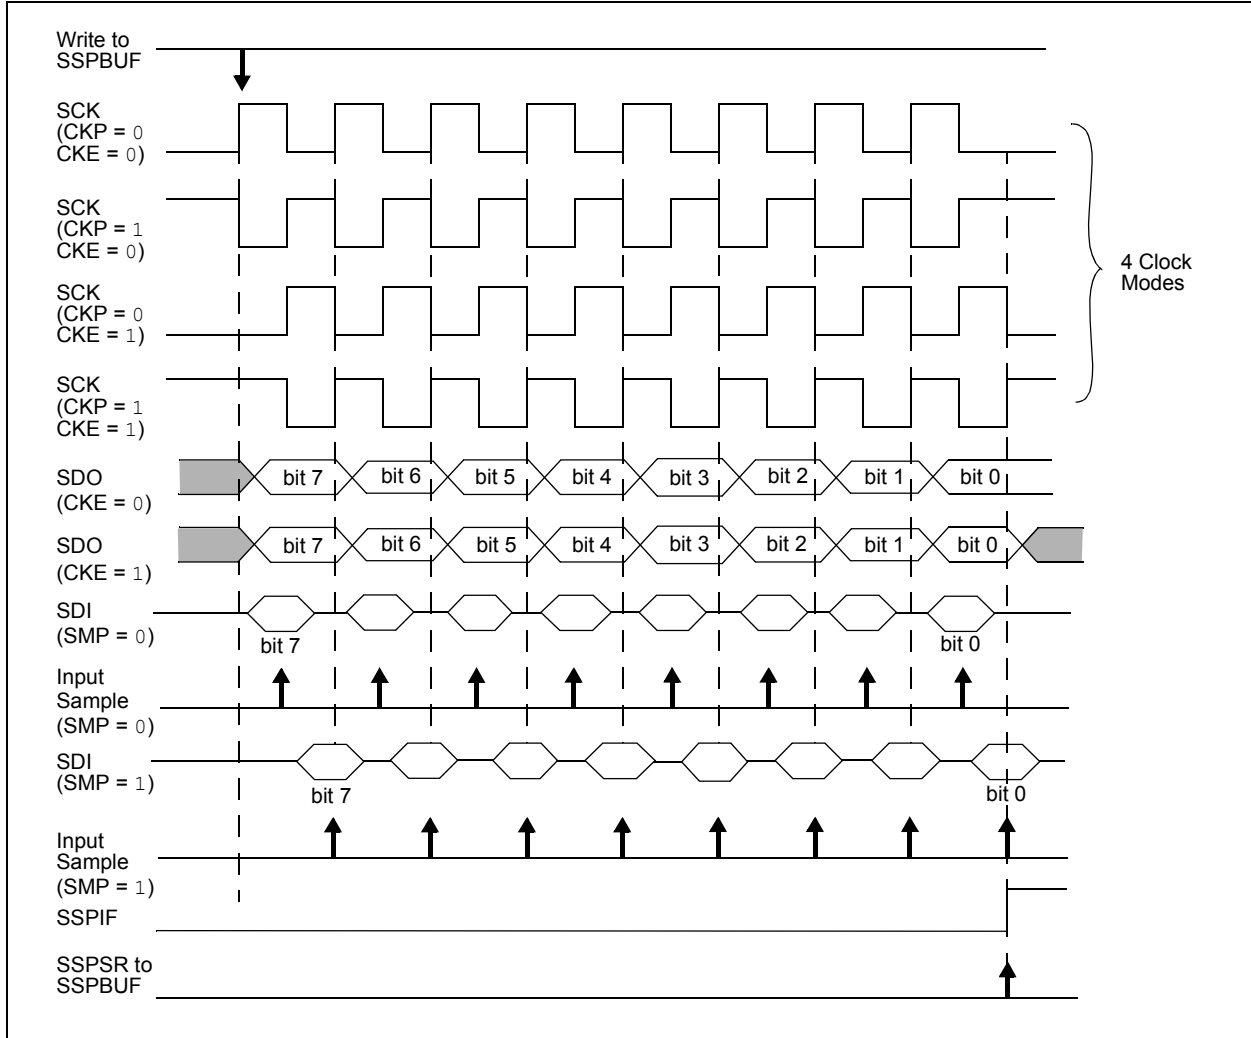 Write to
SSPBUF
SCK
(CKP = 0
CKE = 0)
SCK
(CKP = 1
CKE = 0)
SCK
(CKP = 0
CKE = 1)
SCK
(CKP = 1
CKE = 1)
4 Clock
Modes
SDO
(CKE = 0)
bit 7 bit 6 bit 5 bit 4 bit 3 bit 2 bit 1 bit 0
SDO
(CKE = 1)
bit 7 bit 6 bit 5 bit 4 bit 3 bit 2 bit 1 bit 0
SDI
(SMP = 0)
bit 7 bit 0
Input
Sample
(SMP = 0)
SDI
(SMP = 1)
bit 7 bit 0
Input
Sample
(SMP = 1)
SSPIF
SSPSR to
SSPBUF